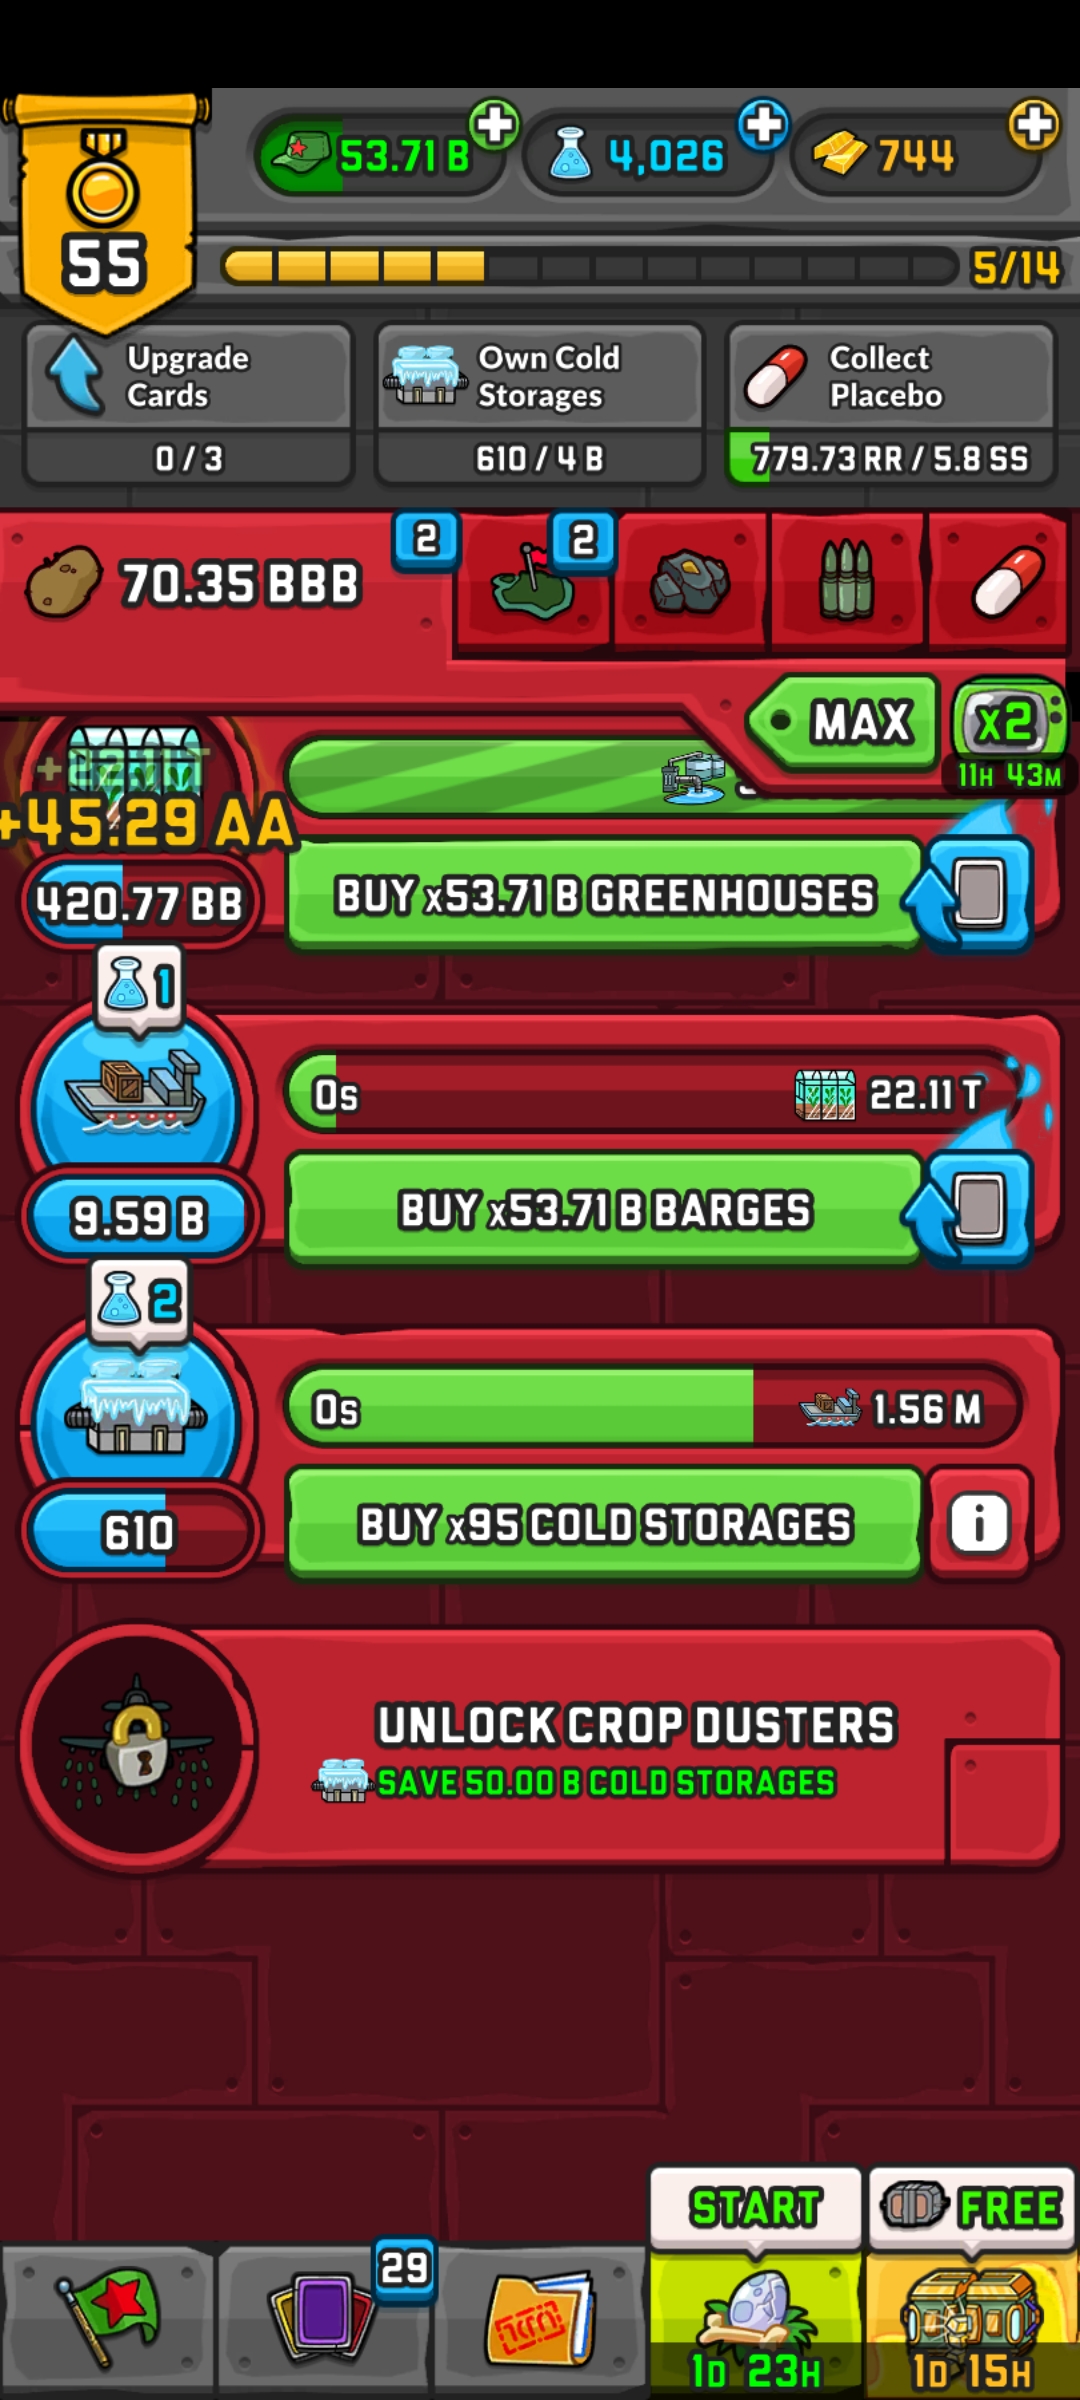 53.71 B
4,026
744
55
5/14
Upgrade
Cards
0 / 3
Own Cold
Storages
610 / 4 B
Collect
Placebo
779.73 RR / 5.8 SS
70.35 BBB
2
2
MAX
x2
11H 43M
+45.29 AA
420.77 BB
BUY x53.71 B GREENHOUSES
1
0s
22.11 T
9.59 B
BUY x53.71 B BARGES
2
0s
1.56 M
610
BUY x95 COLD STORAGES
i
UNLOCK CROP DUSTERS
SAVE 50.00 B COLD STORAGES
START
FREE
29
1D 23H
1D 15H